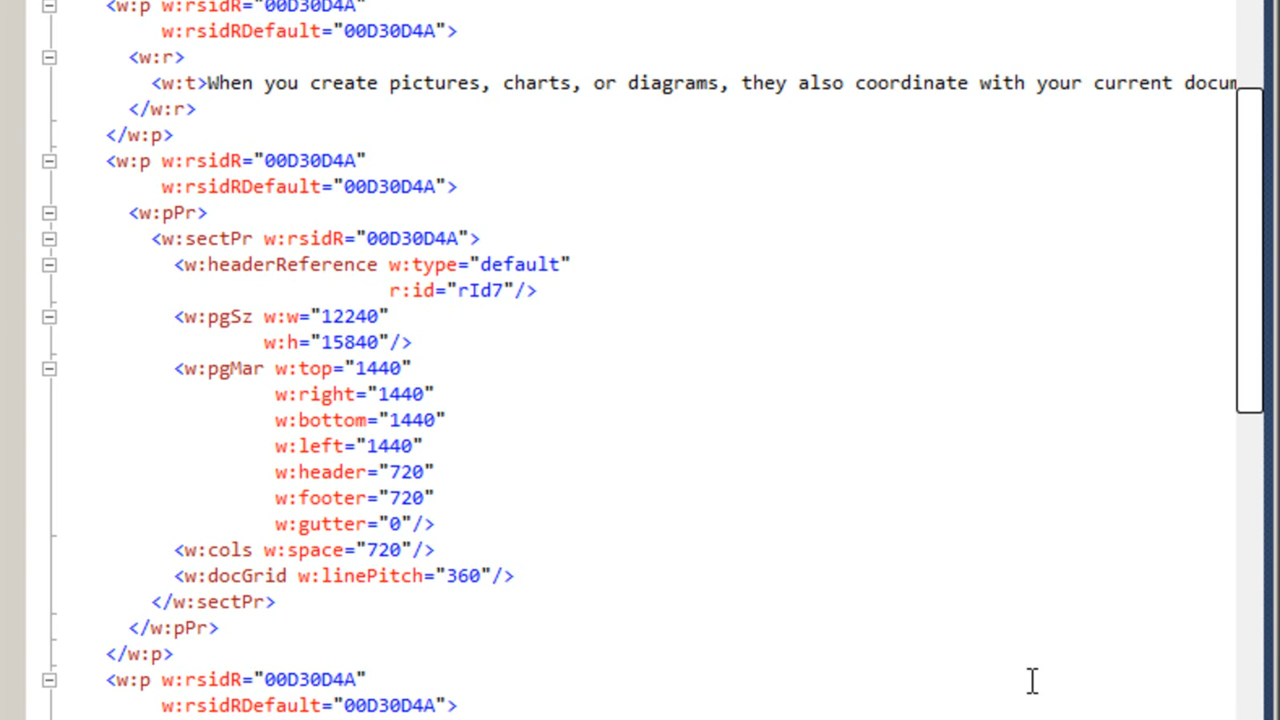 <w:p w:rsidR="00D30D4A"
w:rsidRDefault="00D30D4A">
<w:r>
<w:t>When you create pictures, charts, or diagrams, they also coordinate with your current docum
</w:r>
</w:p>
<w:p w:rsidR="00D30D4A"
w:rsidRDefault="00D30D4A">
<w:pPr>
<w:sectPr w:rsidR="00D30D4A">
<w:headerReference w:type="default"
r:id="rId7"/>
<w:pgSz w:w="12240"
w:h="15840"/>
<w:pgMar w:top="1440"
w:right="1440"
w:bottom="1440"
w:left="1440"
w:header="720"
w:footer="720"
w:gutter="0"/>
<w:cols w:space="720"/>
<w:docGrid w:linePitch="360"/>
</w:sectPr>
</w:pPr>
</w:p>
<w:p w:rsidR="00D30D4A"
w:rsidRDefault="00D30D4A">